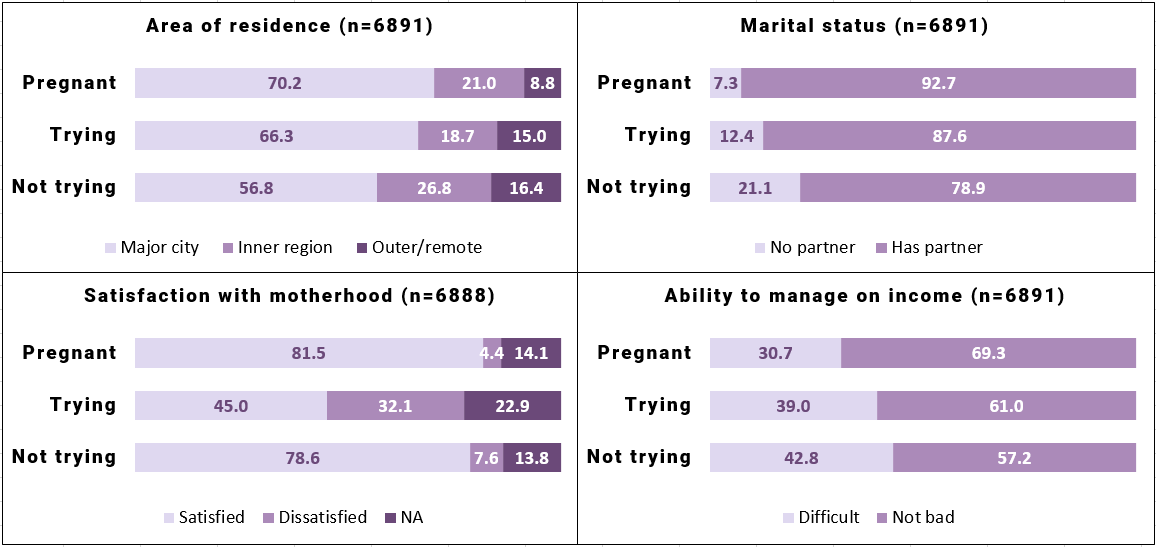 Area of residence (n=6891)
Pregnant 70.2 21.0 8.8
Trying 66.3 18.7 15.0
Not trying 56.8 26.8 16.4
Major city Inner region Outer/remote
Marital status (n=6891)
Pregnant 7.3 92.7
Trying 12.4 87.6
Not trying 21.1 78.9
No partner Has partner
Satisfaction with motherhood (n=6888)
Pregnant 81.5 4.4 14.1
Trying 45.0 32.1 22.9
Not trying 78.6 7.6 13.8
Satisfied Dissatisfied NA
Ability to manage on income (n=6891)
Pregnant 30.7 69.3
Trying 39.0 61.0
Not trying 42.8 57.2
Difficult Not bad